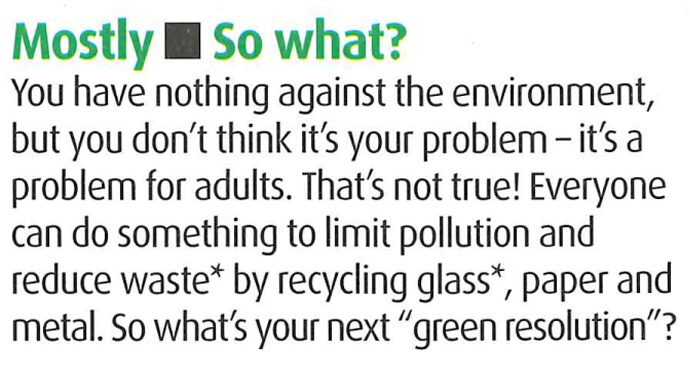 Mostly ■ So what?
You have nothing against the environment,
but you don't think it's your problem – it's a
problem for adults. That's not true! Everyone
can do something to limit pollution and
reduce waste* by recycling glass*, paper and
metal. So what's your next “green resolution”?